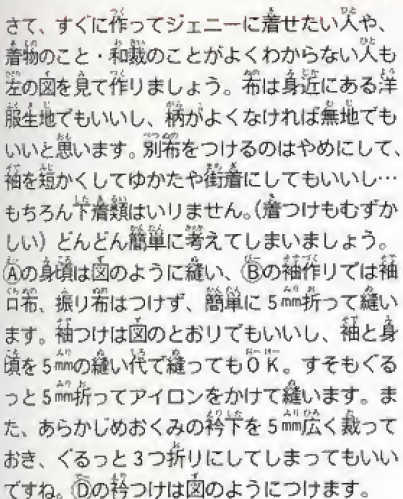 さて、すぐに作ってジェニーに着せたい人や、
着物のこと・和裁のことがよくわからない人も
左の図を見て作りましょう。布は身近にある洋
服生地でもいいし、柄がよくなければ無地でも
いいと思います。別布をつけるのはやめにして、
袖を短かくしてゆかたや街着にしてもいいし…
もちろん下着類はいりません。(着つけもむずか
しい)どんどん簡単に考えてしまいましょう。
Ⓐの身頃は図のように縫い、Ⓑの袖作りでは袖
口布、振り布はつけず、簡単に5㎜折って縫い
ます。袖つけは図のとおりでもいいし、袖と身
頃を5㎜の縫い代で縫ってもOK。すそもぐる
っと5㎜折ってアイロンをかけて縫います。ま
た、あらかじめおくみの衿下を5㎜広く裁って
おき、ぐるっと3つ折りにしてしまってもいい
ですね。Ⓓの衿つけは図のようにつけます。